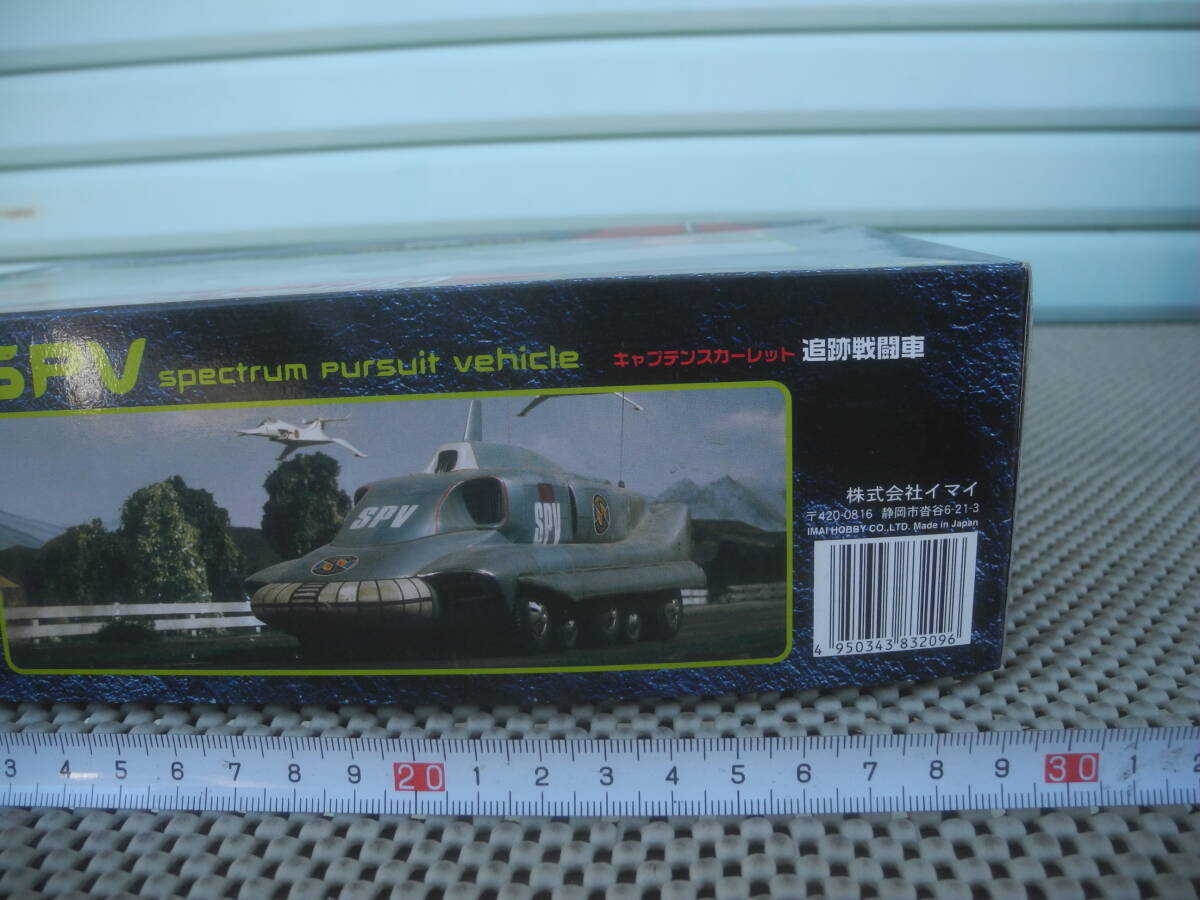 SPV spectrum pursuit vehicle キャプテンスカーレット 追跡戦闘車
SPV
SPV
株式会社イマイ
〒420-0816 静岡市沓谷6-21-3
IMAI HOBBY CO.,LTD. Made in Japan
4 950343 832096
3 4 5 6 7 8 9 20 1 2 3 4 5 6 7 8 9 30 1 2